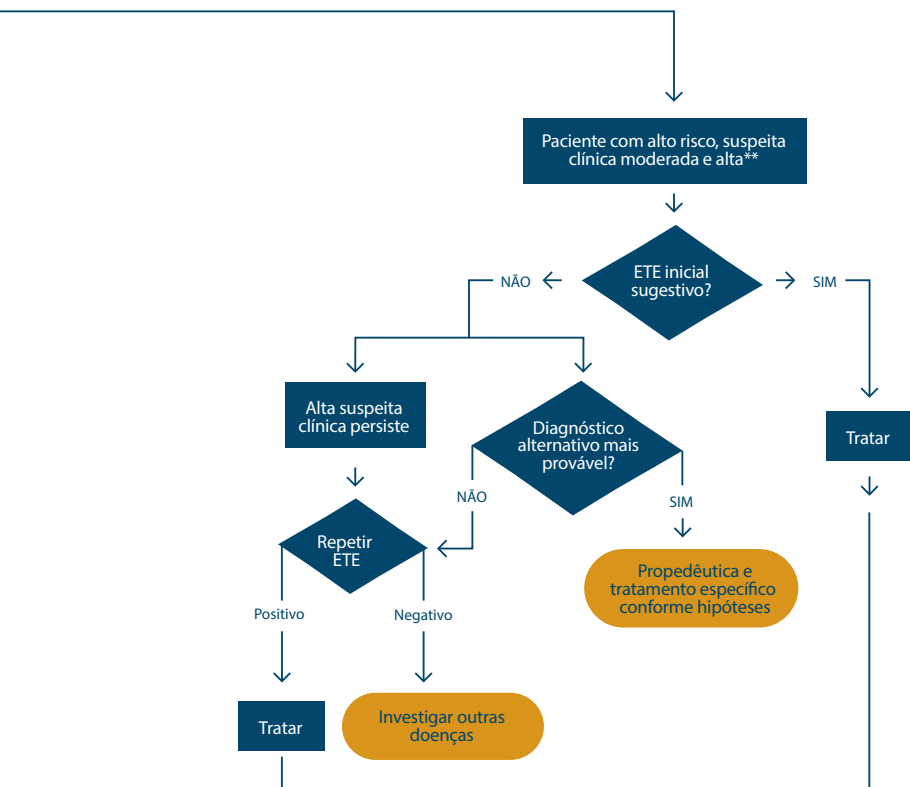 Paciente com alto risco, suspeita
clínica moderada e alta**
ETE inicial
sugestivo?
NÃO
SIM
Alta suspeita
clínica persiste
Diagnóstico
alternativo mais
provável?
Tratar
NÃO
SIM
Repetir
ETE
Propedêutica e
tratamento específico
conforme hipóteses
Positivo
Negativo
Tratar
Investigar outras
doenças